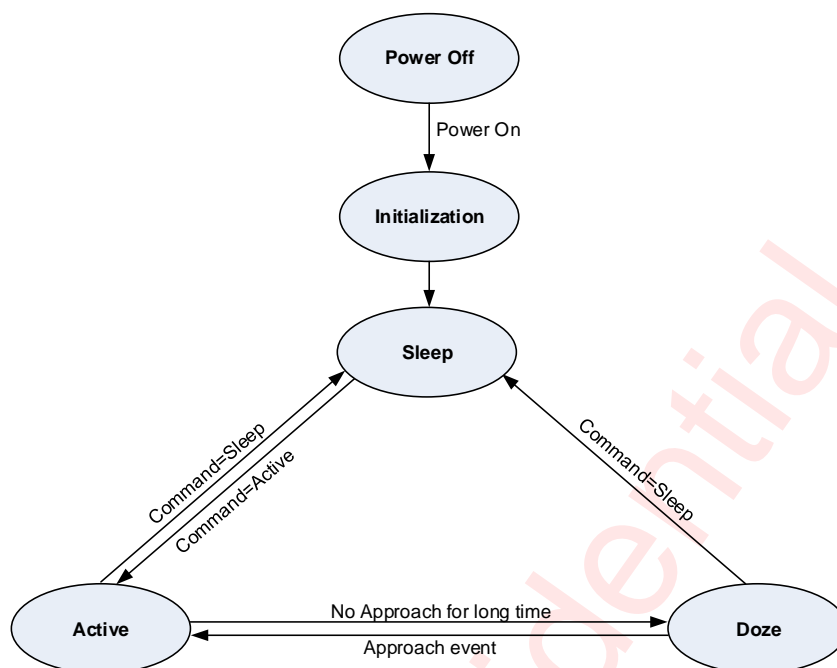 Power Off
Power On
Initialization
Sleep
Command=Sleep
Command=Active
Command=Sleep
Active
No Approach for long time
Approach event
Doze
idential